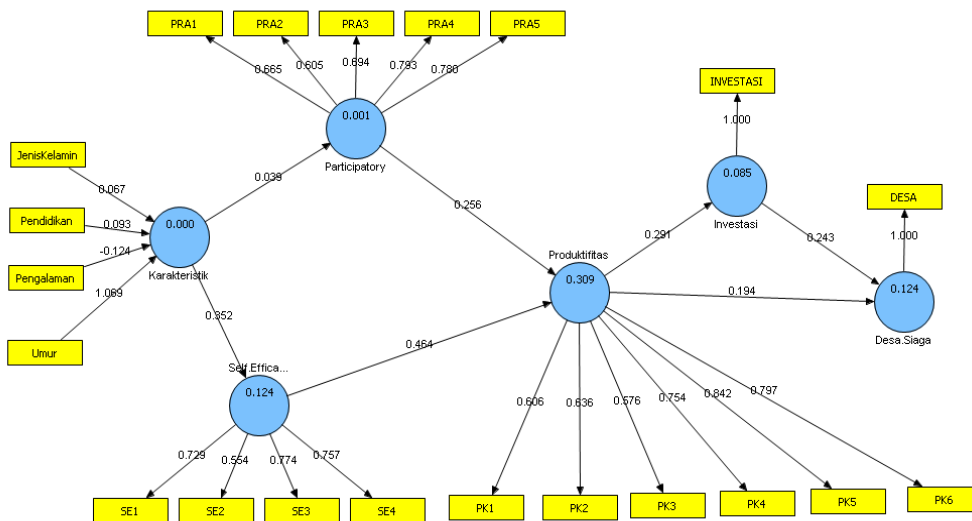 PRA1
PRA2
PRA3
PRA4
PRA5
0.665
0.605
0.694
0.793
0.780
0.001
Participatory
INVESTASI
1.000
0.085
Investasi
JenisKelamin
0.067
0.039
Pendidikan
0.093
0.000
Pengalaman
-0.124
Karakteristik
1.069
Umur
0.256
DESA
1.000
0.243
0.291
Produktifitas
0.309
0.194
0.124
Desa.Siaga
0.352
0.464
Self.Effica...
0.124
0.729
0.554
0.774
0.757
SE1
SE2
SE3
SE4
0.606
0.636
0.576
0.754
0.842
0.797
PK1
PK2
PK3
PK4
PK5
PK6